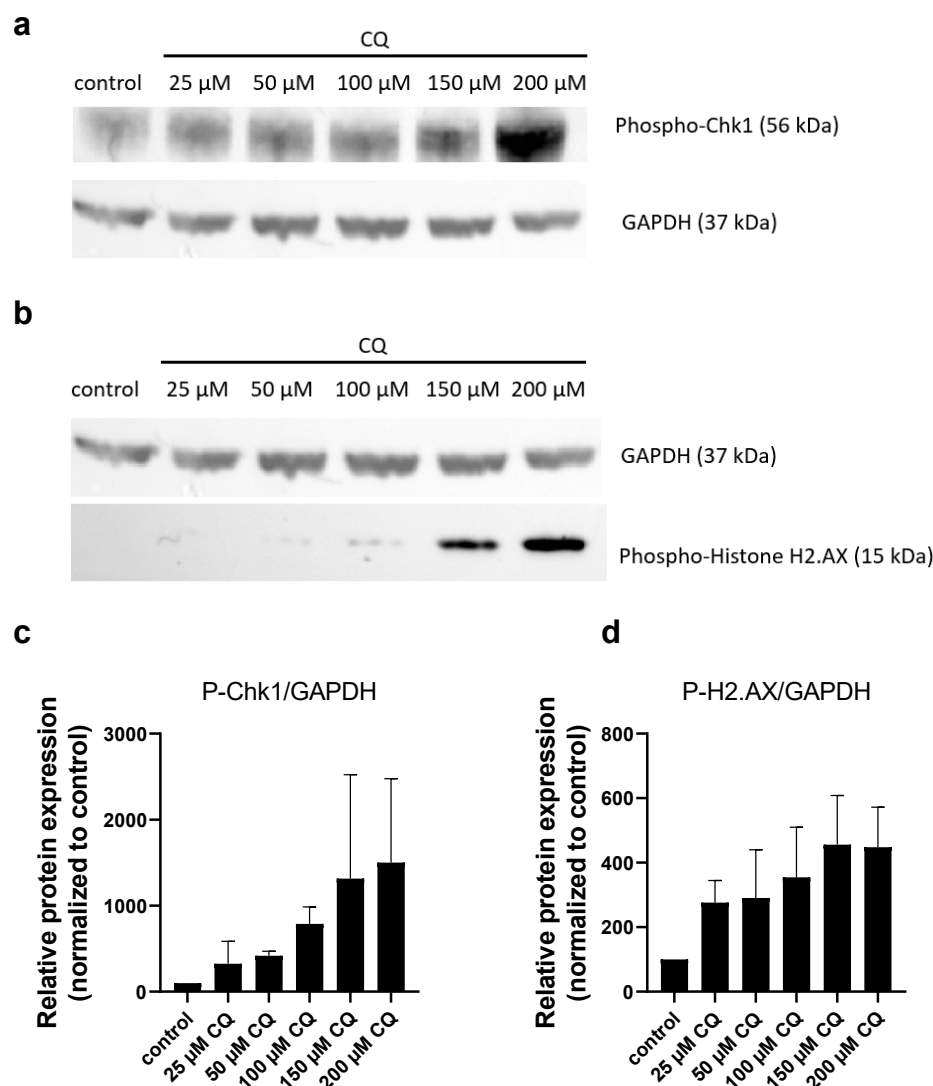 a
CQ
control 25 µM 50 µM 100 µM 150 µM 200 µM
Phospho-Chk1 (56 kDa)
GAPDH (37 kDa)
b
CQ
control 25 µM 50 µM 100 µM 150 µM 200 µM
GAPDH (37 kDa)
Phospho-Histone H2.AX (15 kDa)
c
P-Chk1/GAPDH
Relative protein expression
(normalized to control)
3000
2000
1000
0
control
25 µM CQ
50 µM CQ
100 µM CQ
150 µM CQ
200 µM CQ
d
P-H2.AX/GAPDH
Relative protein expression
(normalized to control)
800
600
400
200
0
control
25 µM CQ
50 µM CQ
100 µM CQ
150 µM CQ
200 µM CQ